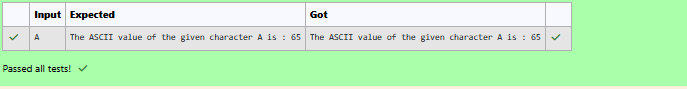 Input Expected Got
A The ASCII value of the given character A is : 65 The ASCII value of the given character A is : 65
Passed all tests!